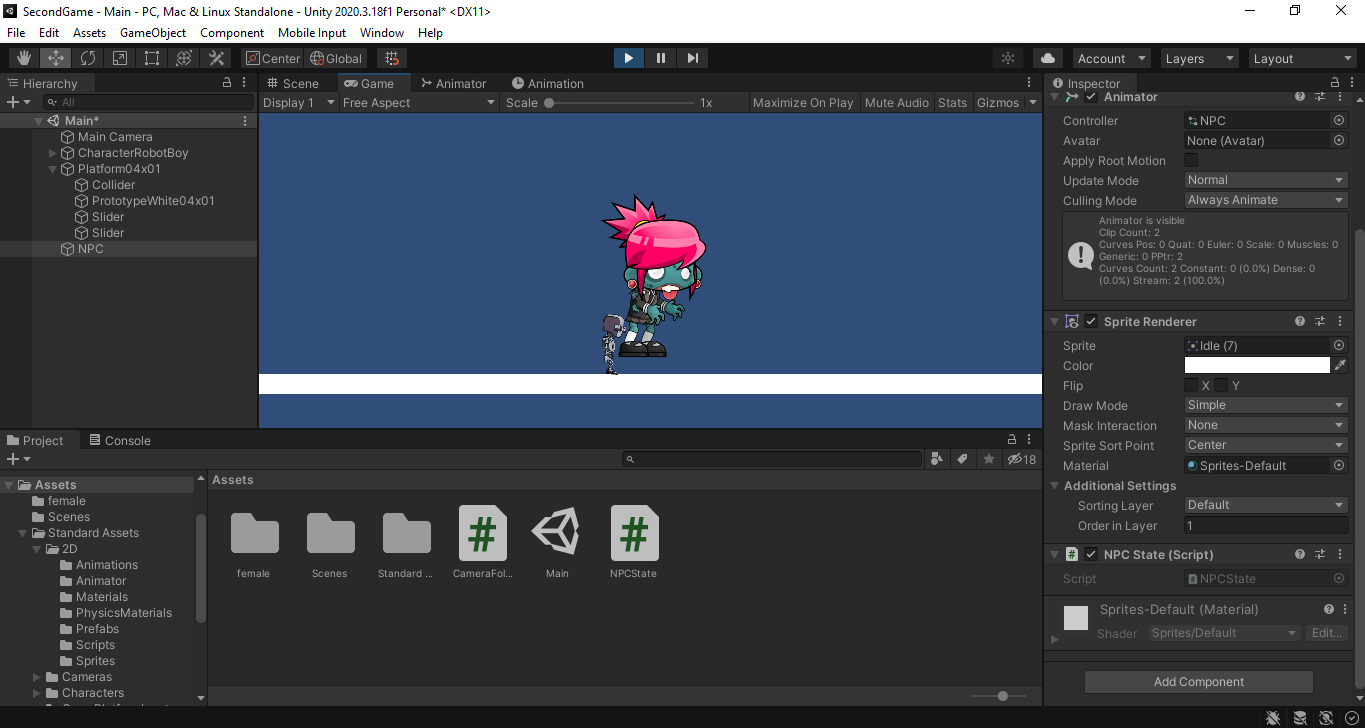 SecondGame - Main - PC, Mac & Linux Standalone - Unity 2020.3.18f1 Personal* <DX11>
File Edit Assets GameObject Component Mobile Input Window Help
Center Global Account Layers Layout
Hierarchy
All
Main*
Main Camera
CharacterRobotBoy
Platform04x01
Collider
PrototypeWhite04x01
Slider
Slider
NPC
Scene Game Animator Animation
Display 1 Free Aspect Scale 1x Maximize On Play Mute Audio Stats Gizmos
Inspector
Animator
Controller NPC
Avatar None (Avatar)
Apply Root Motion
Update Mode Normal
Culling Mode Always Animate
Animator is visible
Clip Count: 2
Curves Pos: 0 Quat: 0 Euler: 0 Scale: 0 Muscles: 0
Generic: 0 PPtr: 2
Curves Count: 2 Constant: 0 (0.0%) Dense: 0
(0.0%) Stream: 2 (100.0%)
Sprite Renderer
Sprite Idle (7)
Color
Flip X Y
Draw Mode Simple
Mask Interaction None
Sprite Sort Point Center
Material Sprites-Default
Additional Settings
Sorting Layer Default
Order in Layer 1
NPC State (Script)
Script NPCState
Sprites-Default (Material)
Shader Sprites/Default Edit...
Add Component
Project Console
18
Assets
female
Scenes
Standard Assets
2D
Animations
Animator
Materials
PhysicsMaterials
Prefabs
Scripts
Sprites
Cameras
Characters
Assets
female Scenes Standard ... CameraFol... Main NPCState